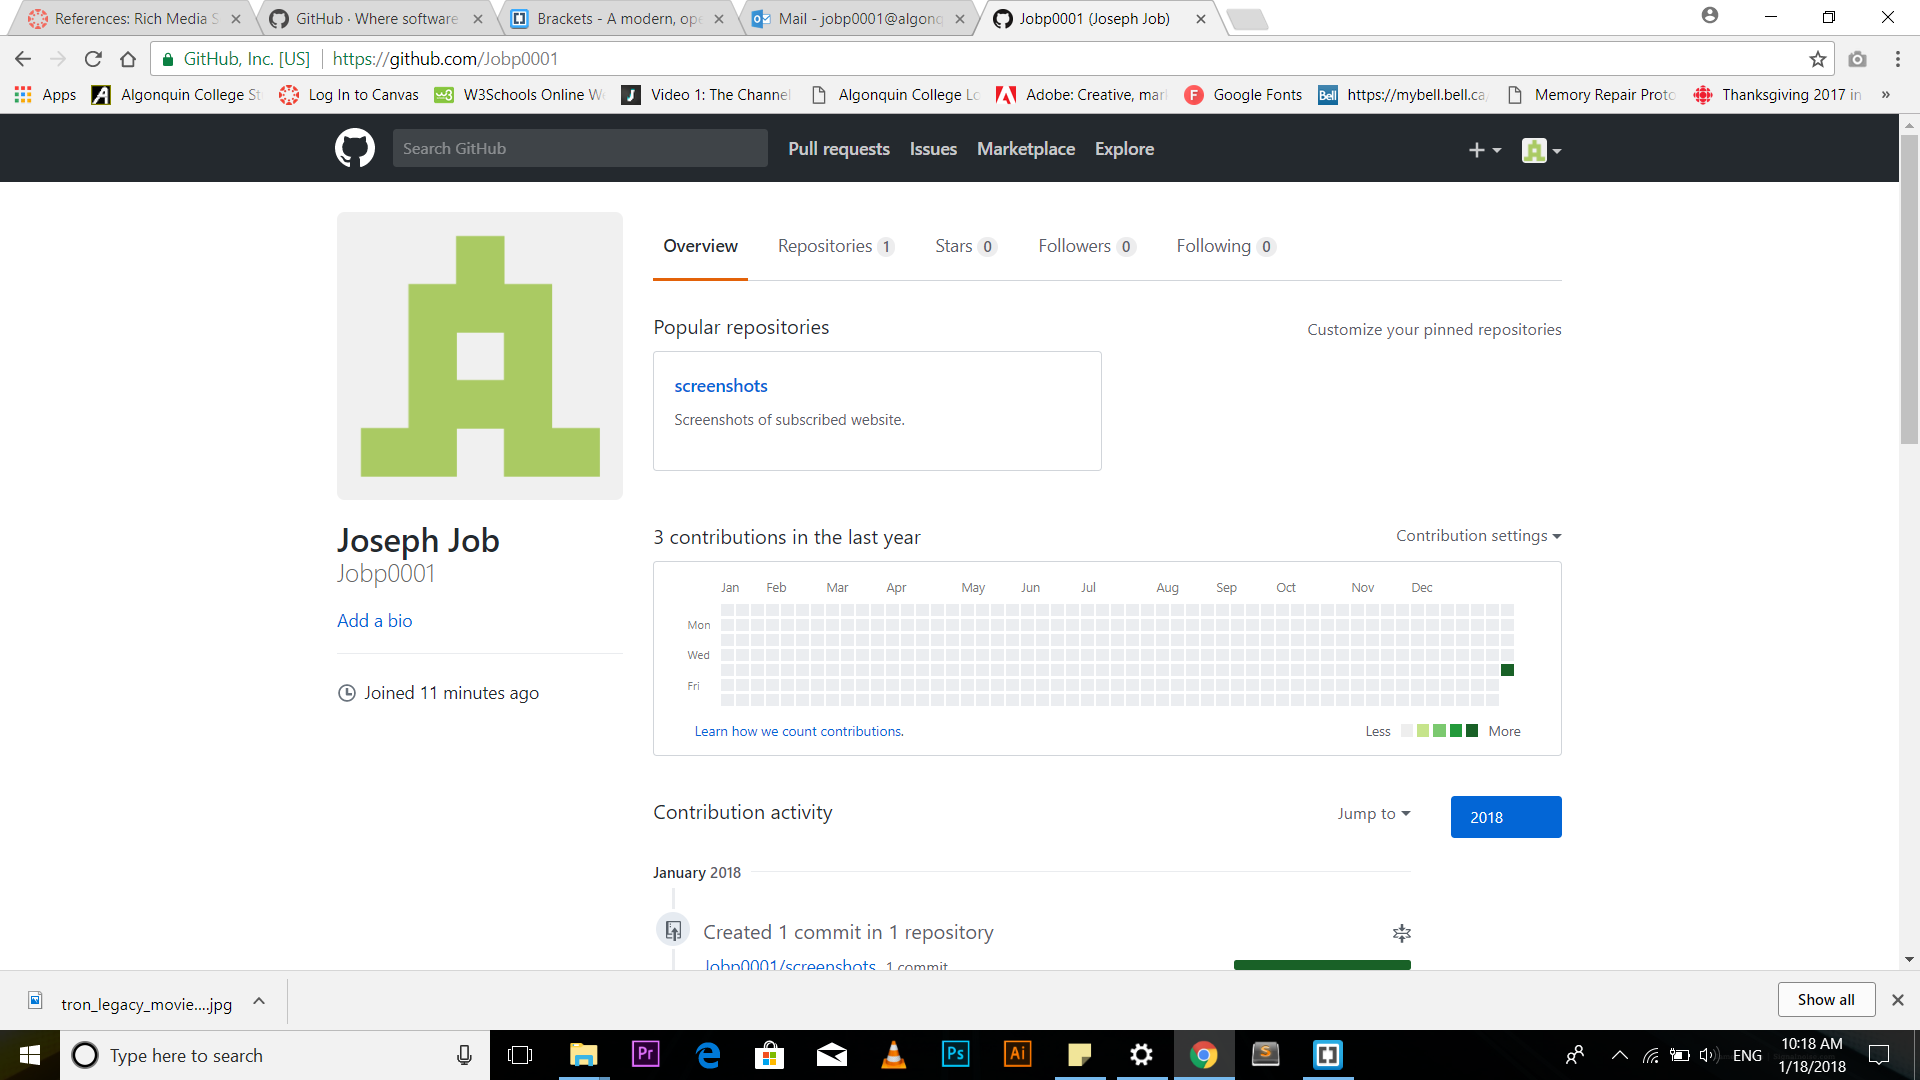 References: Rich Media S
GitHub · Where software
Brackets - A modern, ope
Mail - jobp0001@algonq
Jobp0001 (Joseph Job)
GitHub, Inc. [US] https://github.com/Jobp0001
Apps Algonquin College St Log In to Canvas W3Schools Online We Video 1: The Channel Algonquin College Lo Adobe: Creative, mar Google Fonts Bell https://mybell.bell.ca/ Memory Repair Proto Thanksgiving 2017 in »
Search GitHub Pull requests Issues Marketplace Explore
Overview Repositories 1 Stars 0 Followers 0 Following 0
Popular repositories Customize your pinned repositories
screenshots
Screenshots of subscribed website.
Joseph Job
Jobp0001
Add a bio
Joined 11 minutes ago
3 contributions in the last year Contribution settings
Jan Feb Mar Apr May Jun Jul Aug Sep Oct Nov Dec
Mon
Wed
Fri
Learn how we count contributions. Less More
Contribution activity Jump to 2018
January 2018
Created 1 commit in 1 repository
Jobp0001/screenshots 1 commit
tron_legacy_movie....jpg Show all
Type here to search Pr Ps Ai S ENG 10:18 AM
1/18/2018